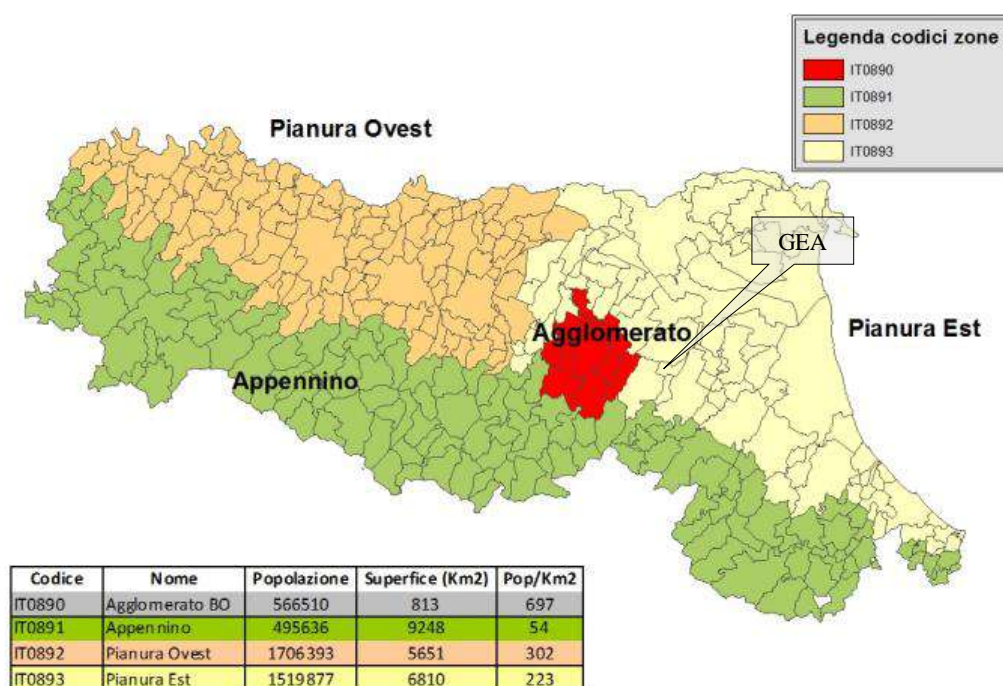 Legenda codici zone
IT0890
IT0891
IT0892
IT0893
Pianura Ovest
GEA
Agglomerato
Pianura Est
Appennino
Codice Nome Popolazione Superfice (Km2) Pop/Km2
IT0890 Agglomerato BO 566510 813 697
IT0891 Appennino 495636 9248 54
IT0892 Pianura Ovest 1706393 5651 302
IT0893 Pianura Est 1519877 6810 223